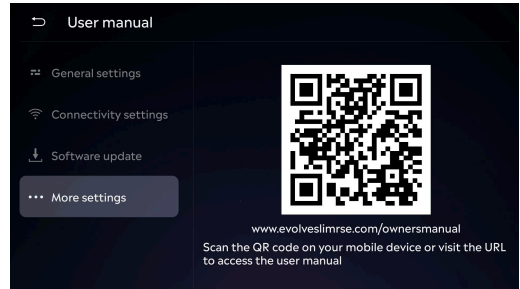 User manual
General settings
Connectivity settings
Software update
More settings
www.evolveslimrse.com/ownersmanual
Scan the QR code on your mobile device or visit the URL
to access the user manual